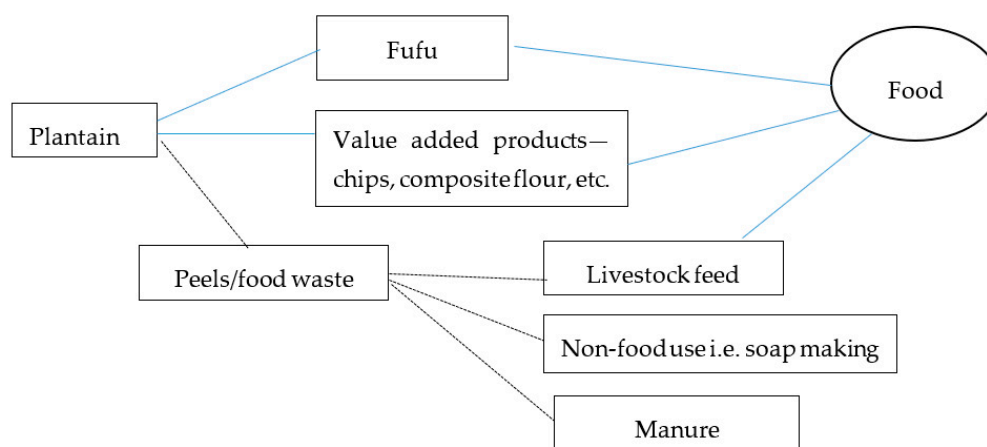 Fufu
Food
Plantain
Value added products—
chips, composite flour, etc.
Peels/food waste
Livestock feed
Non-food use i.e. soap making
Manure